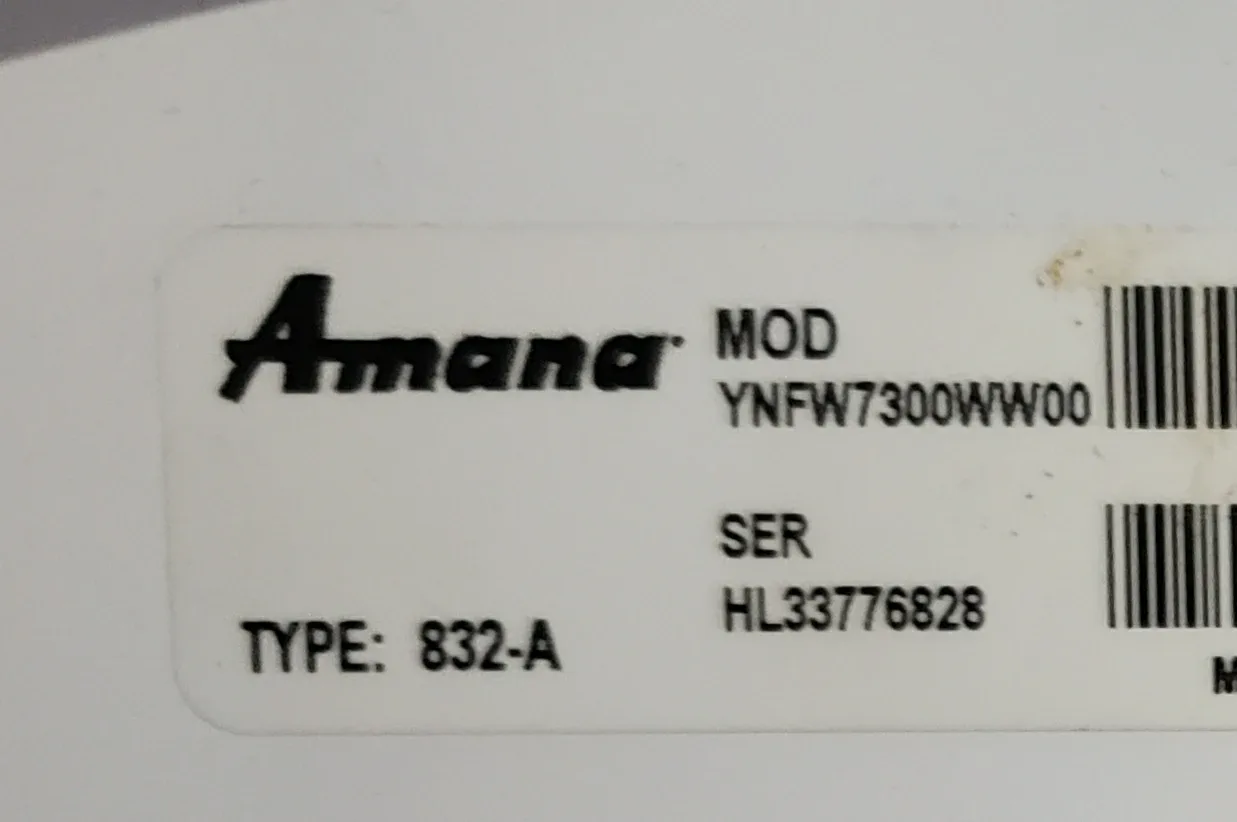 Amana
MOD
YNFW7300WW00
SER
HL33776828
TYPE: 832-A
M